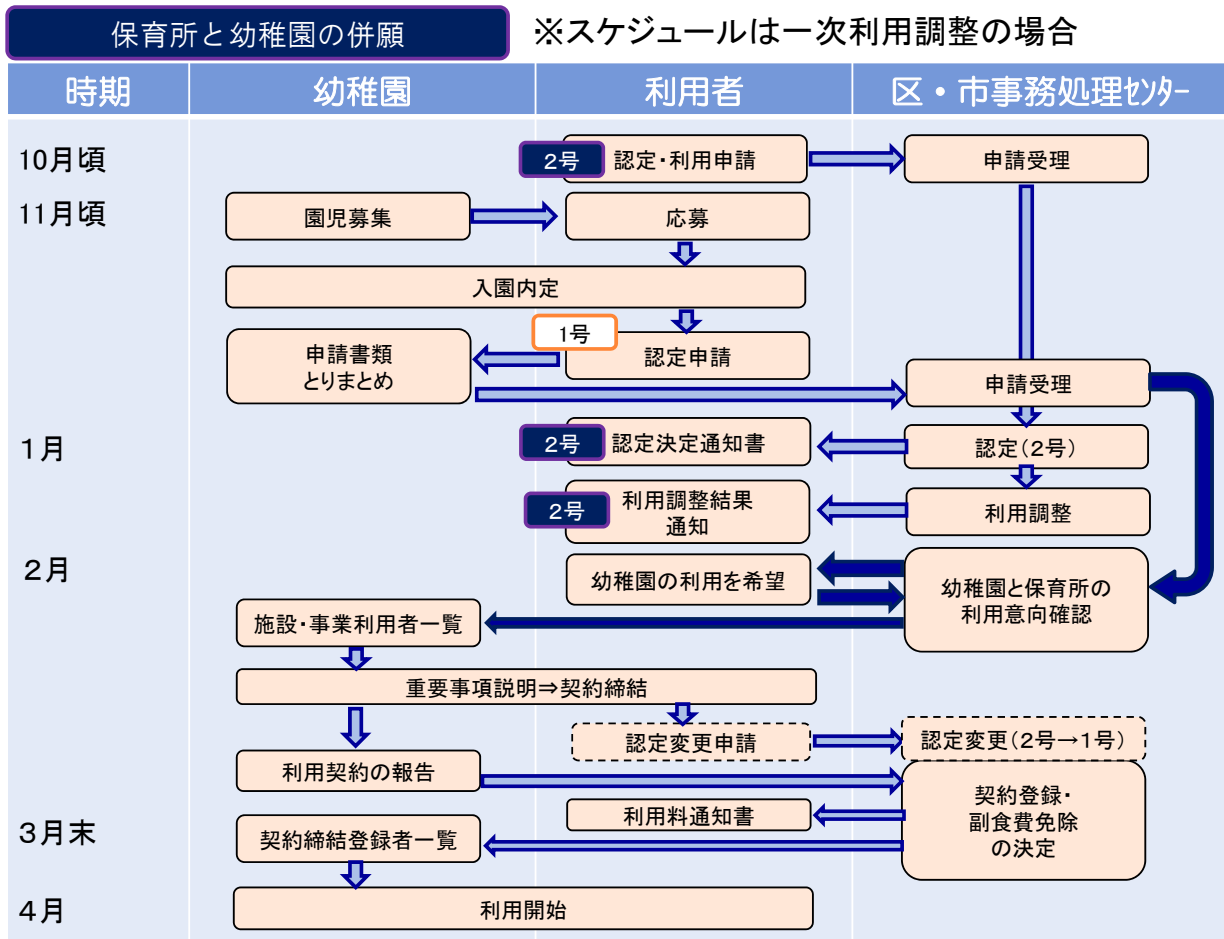 保育所と幼稚園の併願
※スケジュールは一次利用調整の場合
時期
幼稚園
利用者
区・市事務処理ｾﾝﾀｰ
10月頃
2号
認定・利用申請
申請受理
11月頃
園児募集
応募
入園内定
1号
申請書類
とりまとめ
認定申請
申請受理
１月
2号
認定決定通知書
認定（２号）
2号
利用調整結果
通知
利用調整
２月
幼稚園の利用を希望
幼稚園と保育所の
利用意向確認
施設・事業利用者一覧
重要事項説明⇒契約締結
認定変更申請
認定変更（２号→１号）
利用契約の報告
契約登録・
副食費免除
の決定
利用料通知書
３月末
契約締結登録者一覧
４月
利用開始